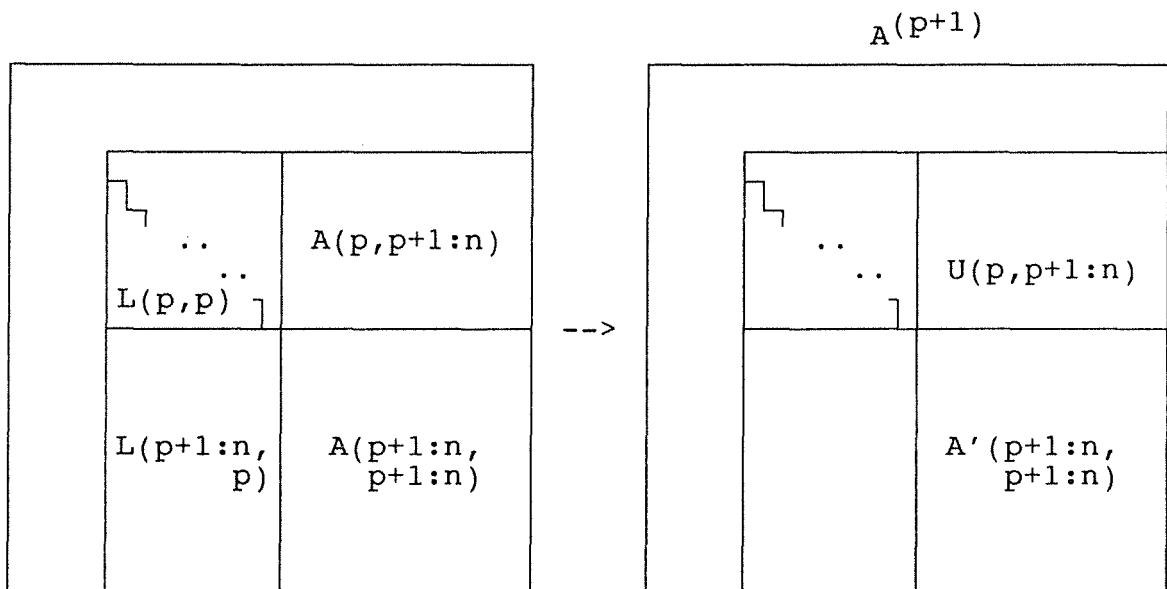 A(p+1)
A(p,p+1:n)
L(p,p)
L(p+1:n,
p)
A(p+1:n,
p+1:n)
-->
U(p,p+1:n)
A'(p+1:n,
p+1:n)